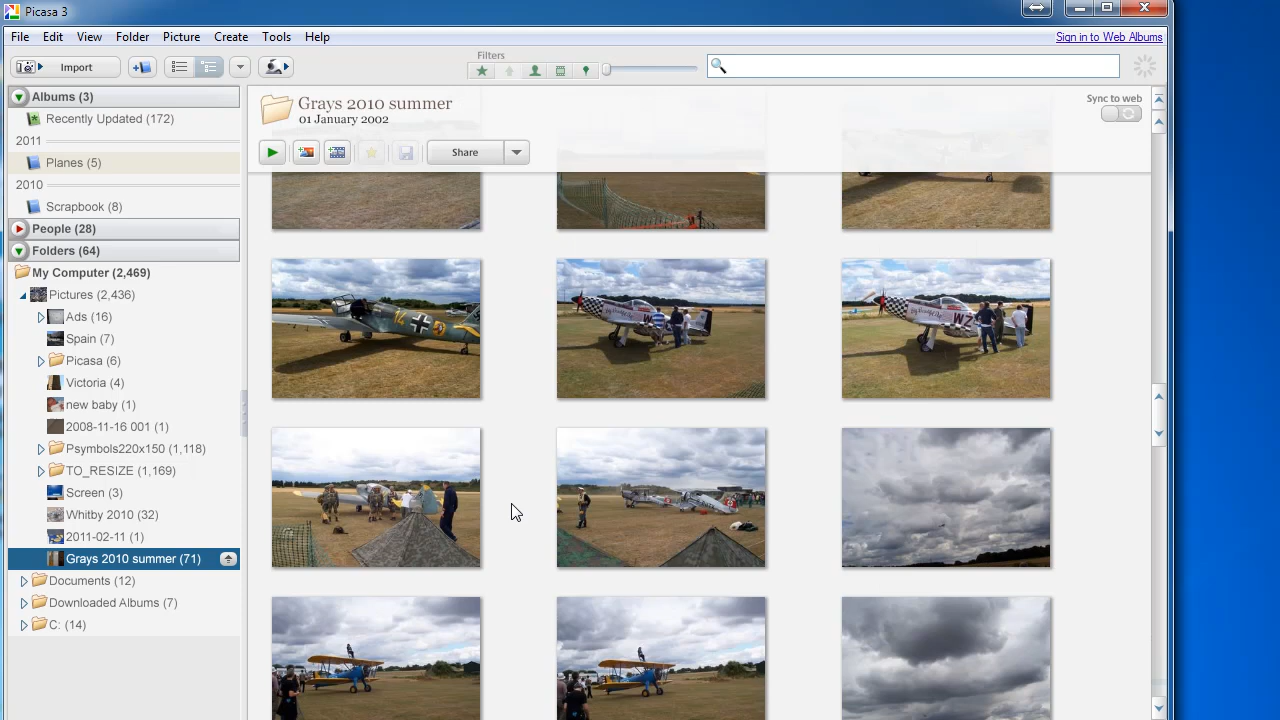 Picasa 3
File Edit View Folder Picture Create Tools Help
Sign in to Web Albums
Import
Filters
Albums (3)
Recently Updated (172)
2011
Planes (5)
2010
Scrapbook (8)
People (28)
Folders (64)
My Computer (2,469)
Pictures (2,436)
Ads (16)
Spain (7)
Picasa (6)
Victoria (4)
new baby (1)
2008-11-16 001 (1)
Psymbols220x150 (1,118)
TO_RESIZE (1,169)
Screen (3)
Whitby 2010 (32)
2011-02-11 (1)
Grays 2010 summer (71)
Documents (12)
Downloaded Albums (7)
C: (14)
Grays 2010 summer
01 January 2002
Sync to web
Share